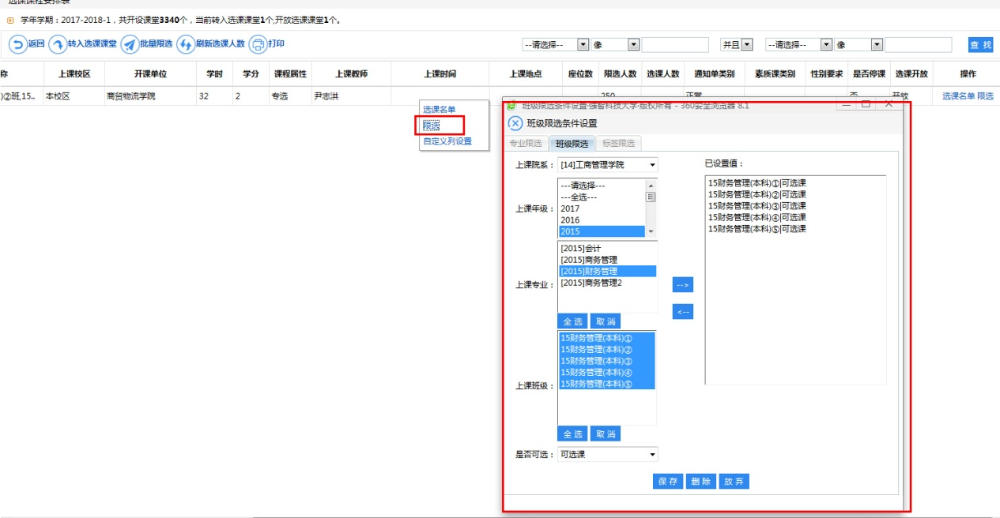 选课课程安排表
学年学期：2017-2018-1，共开设课堂3340个，当前转入选课课堂1个,开放选课课堂1个。
返回 转入选课课堂 批量限选 刷新选课人数 打印 --请选择-- 像 并且 --请选择-- 像 查 找
称 上课校区 开课单位 学时 学分 课程属性 上课教师 上课时间 上课地点 座位数 限选人数 选课人数 通知单类别 素质课类别 性别要求 是否停课 选课开放 操作
)②班,15.. 本校区 商贸物流学院 32 2 专选 尹志洪 250 正常 否 开放 选课名单 限选
选课名单
限选
自定义列设置
班级限选条件设置-强智科技大学-版权所有 - 360安全浏览器 8.1
班级限选条件设置
专业限选 班级限选 标签限选
上课院系： [14]工商管理学院
上课年级：
---请选择---
---全选---
2017
2016
2015
上课专业：
[2015]会计
[2015]商务管理
[2015]财务管理
[2015]商务管理2
全 选 取 消
上课班级：
15财务管理(本科)①
15财务管理(本科)②
15财务管理(本科)③
15财务管理(本科)④
15财务管理(本科)⑤
全 选 取 消
是否可选： 可选课
-->
<--
已设置值：
15财务管理(本科)①|可选课
15财务管理(本科)②|可选课
15财务管理(本科)③|可选课
15财务管理(本科)④|可选课
15财务管理(本科)⑤|可选课
保 存 删 除 放 弃